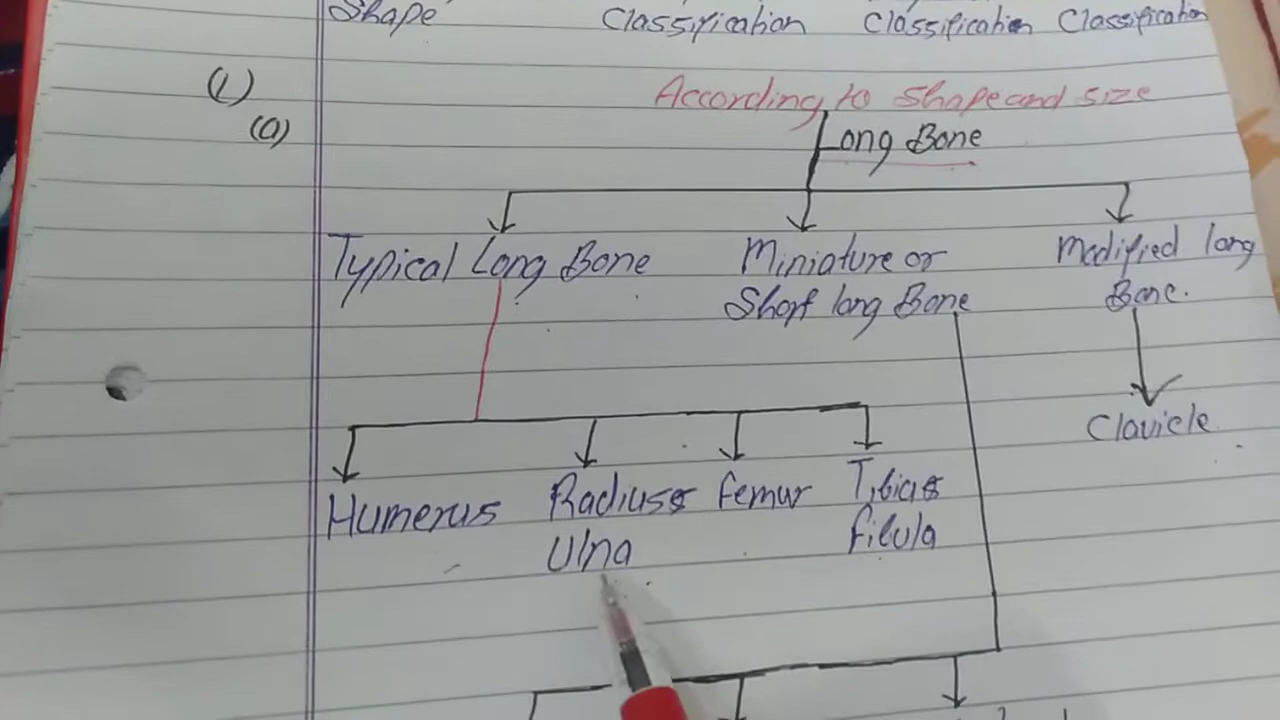 Shape Classification Classification Classification
(1) According to Shape and size
(a) Long Bone
Typical Long Bone Miniature or Modified long
Short long Bone Bone.
Clavicle
Humerus Radius & Femur Tibia &
Ulna filula